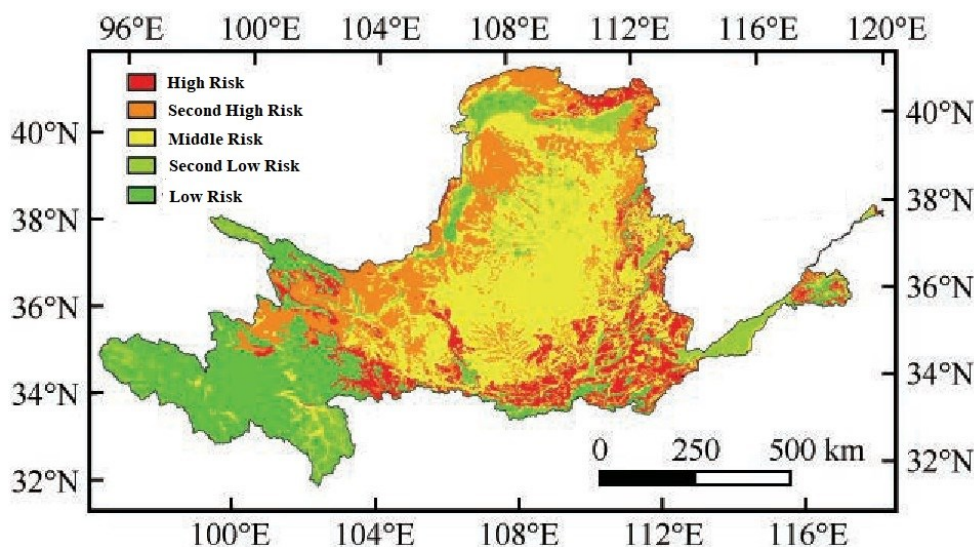 96°E 100°E 104°E 108°E 112°E 116°E 120°E
High Risk
Second High Risk
Middle Risk
Second Low Risk
Low Risk
40°N 40°N
38°N 38°N
36°N 36°N
34°N 34°N
32°N 32°N
0 250 500 km
100°E 104°E 108°E 112°E 116°E